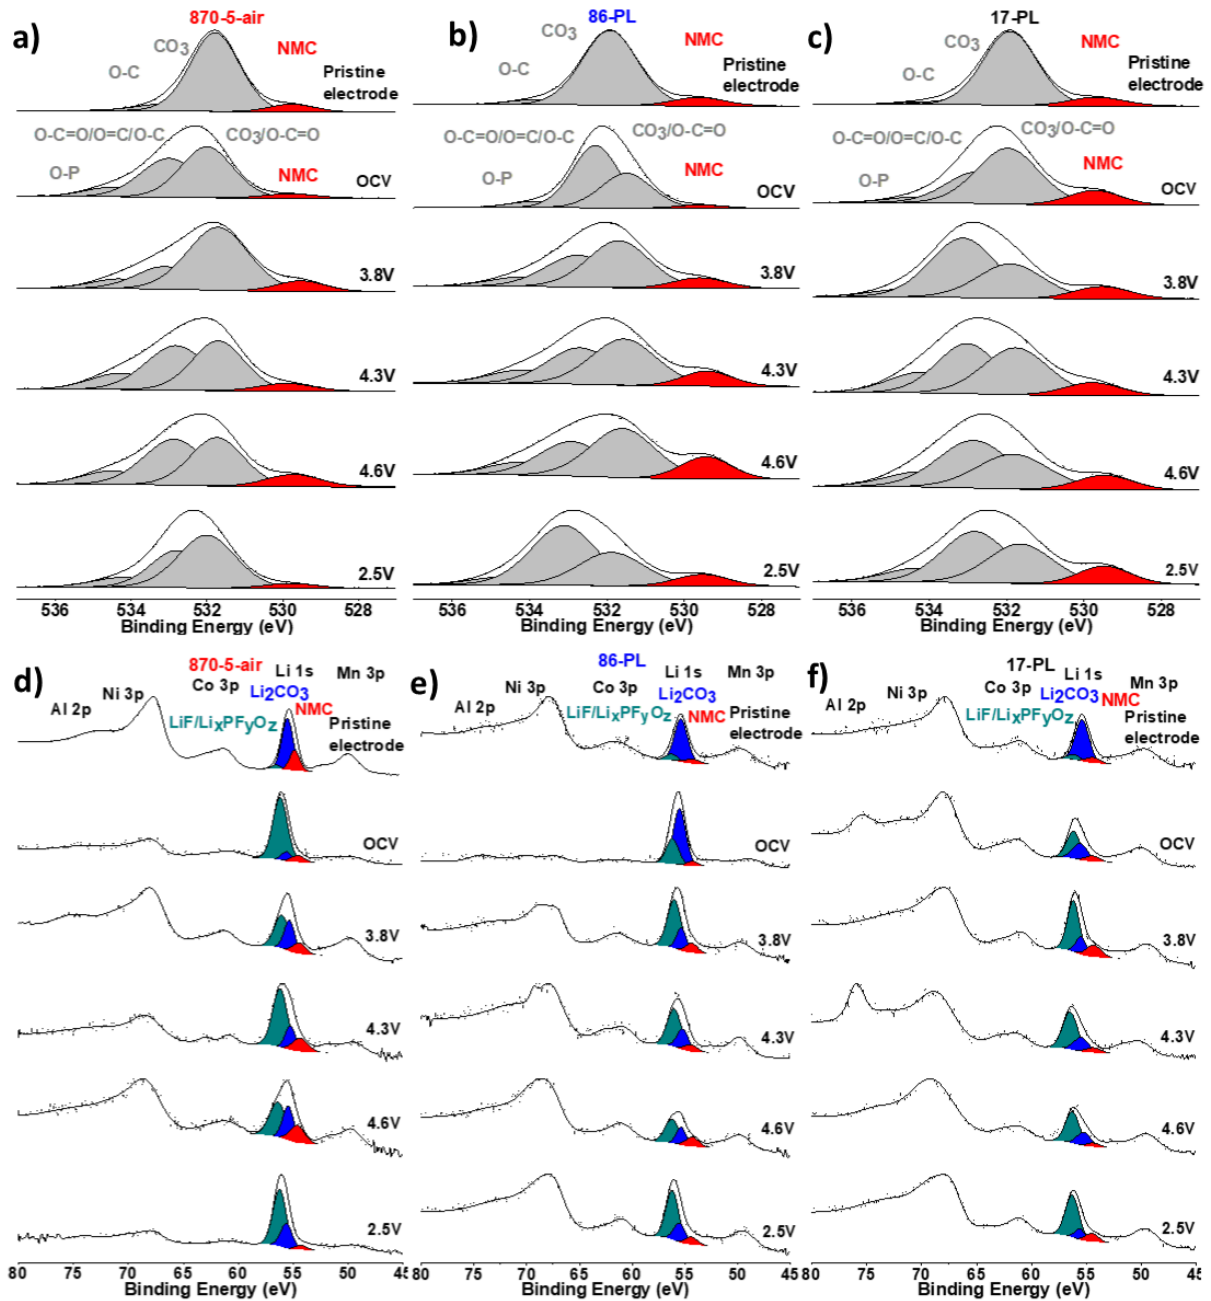 a)
870-5-air
CO3
O-C
NMC
Pristine
electrode
O-C=O/O=C/O-C
CO3/O-C=O
O-P
NMC
OCV
3.8V
4.3V
4.6V
2.5V
536 534 532 530 528
Binding Energy (eV)
b)
86-PL
CO3
O-C
NMC
Pristine
electrode
O-C=O/O=C/O-C
CO3/O-C=O
O-P
NMC
OCV
3.8V
4.3V
4.6V
2.5V
536 534 532 530 528
Binding Energy (eV)
c)
17-PL
CO3
O-C
NMC
Pristine
electrode
O-C=O/O=C/O-C
CO3/O-C=O
O-P
NMC
OCV
3.8V
4.3V
4.6V
2.5V
536 534 532 530 528
Binding Energy (eV)
d)
870-5-air
Li 1s
Mn 3p
Al 2p
Ni 3p
Co 3p
Li2CO3
NMC
LiF/LixPFyOz
Pristine
electrode
OCV
3.8V
4.3V
4.6V
2.5V
80 75 70 65 60 55 50 45
Binding Energy (eV)
e)
86-PL
Li 1s
Mn 3p
Al 2p
Ni 3p
Co 3p
Li2CO3
NMC
LiF/LixPFyOz
Pristine
electrode
OCV
3.8V
4.3V
4.6V
2.5V
80 75 70 65 60 55 50 45
Binding Energy (eV)
f)
17-PL
Li 1s
Mn 3p
Al 2p
Ni 3p
Co 3p
Li2CO3
NMC
LiF/LixPFyOz
Pristine
electrode
OCV
3.8V
4.3V
4.6V
2.5V
80 75 70 65 60 55 50 45
Binding Energy (eV)